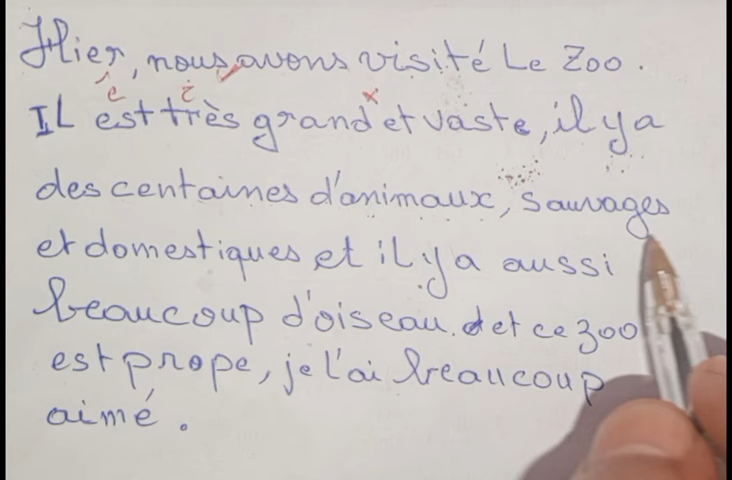 Hier, nous avons visité Le Zoo.
IL est très grand et vaste, il y a
des centaines d'animaux, sauvages
et domestiques et il y a aussi
beaucoup d'oiseau. et ce zoo
est prope, je l'ai beaucoup
aimé.